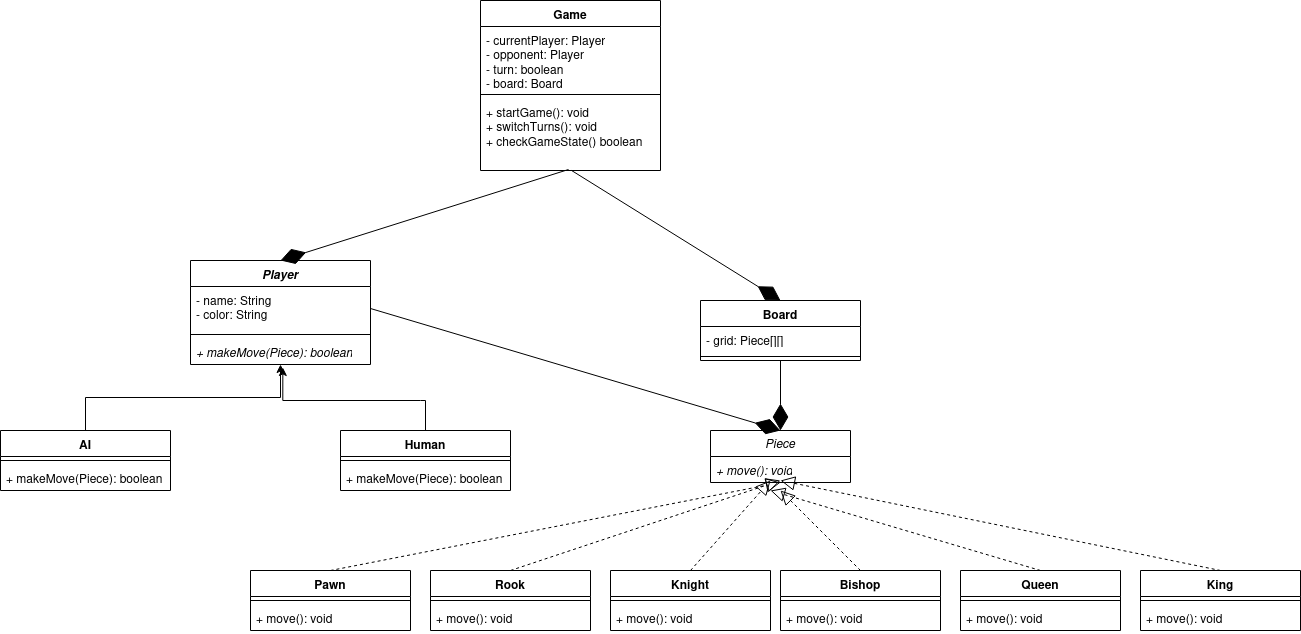 Game
- currentPlayer: Player
- opponent: Player
- turn: boolean
- board: Board
+ startGame(): void
+ switchTurns(): void
+ checkGameState() boolean
Player
- name: String
- color: String
+ makeMove(Piece): boolean
Board
- grid: Piece[][]
AI
+ makeMove(Piece): boolean
Human
+ makeMove(Piece): boolean
Piece
+ move(): void
Pawn
+ move(): void
Rook
+ move(): void
Knight
+ move(): void
Bishop
+ move(): void
Queen
+ move(): void
King
+ move(): void